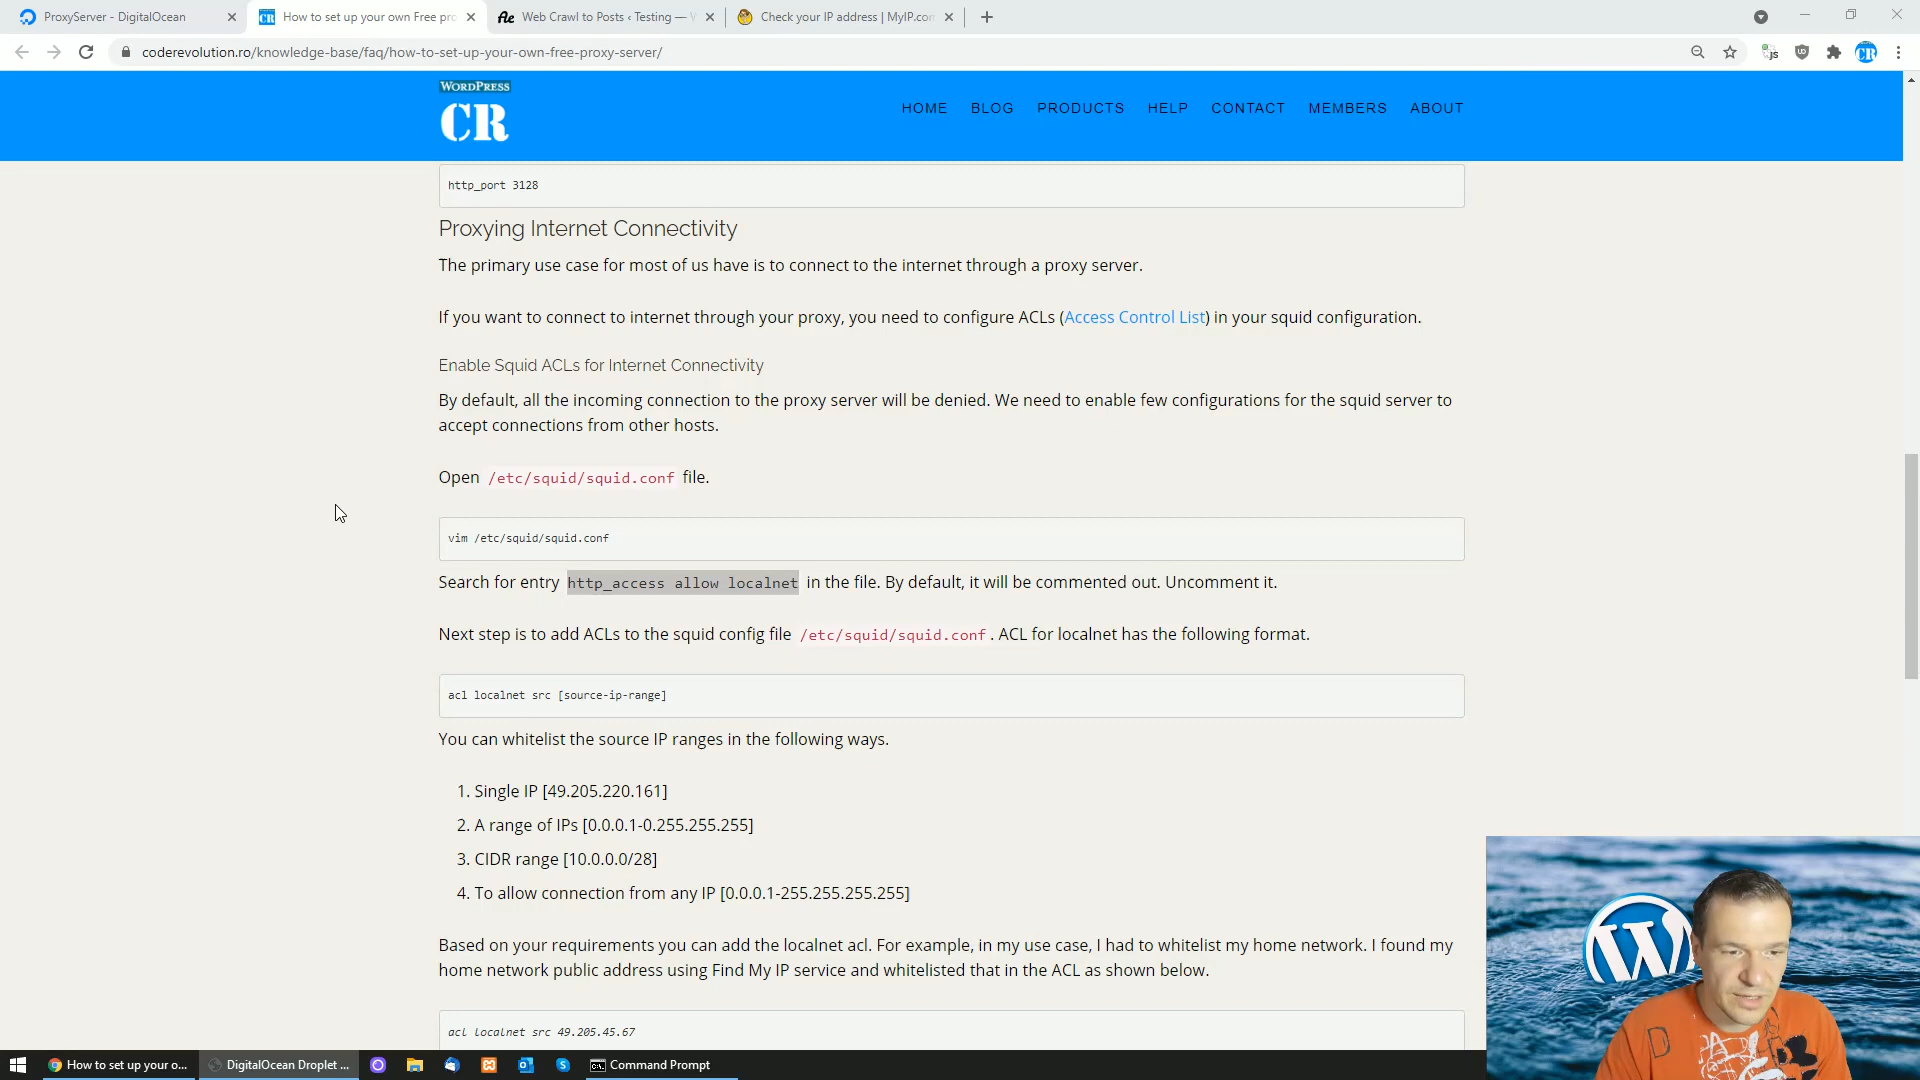 ProxyServer - DigitalOcean
How to set up your own Free pro
Web Crawl to Posts ‹ Testing —
Check your IP address | MyIP.com
coderevolution.ro/knowledge-base/faq/how-to-set-up-your-own-free-proxy-server/
WORDPRESS
CR
HOME BLOG PRODUCTS HELP CONTACT MEMBERS ABOUT
http_port 3128
Proxying Internet Connectivity
The primary use case for most of us have is to connect to the internet through a proxy server.
If you want to connect to internet through your proxy, you need to configure ACLs (Access Control List) in your squid configuration.
Enable Squid ACLs for Internet Connectivity
By default, all the incoming connection to the proxy server will be denied. We need to enable few configurations for the squid server to
accept connections from other hosts.
Open /etc/squid/squid.conf file.
vim /etc/squid/squid.conf
Search for entry http_access allow localnet in the file. By default, it will be commented out. Uncomment it.
Next step is to add ACLs to the squid config file /etc/squid/squid.conf. ACL for localnet has the following format.
acl localnet src [source-ip-range]
You can whitelist the source IP ranges in the following ways.
1. Single IP [49.205.220.161]
2. A range of IPs [0.0.0.1-0.255.255.255]
3. CIDR range [10.0.0.0/28]
4. To allow connection from any IP [0.0.0.1-255.255.255.255]
Based on your requirements you can add the localnet acl. For example, in my use case, I had to whitelist my home network. I found my
home network public address using Find My IP service and whitelisted that in the ACL as shown below.
acl localnet src 49.205.45.67
How to set up your o...
DigitalOcean Droplet ...
Command Prompt